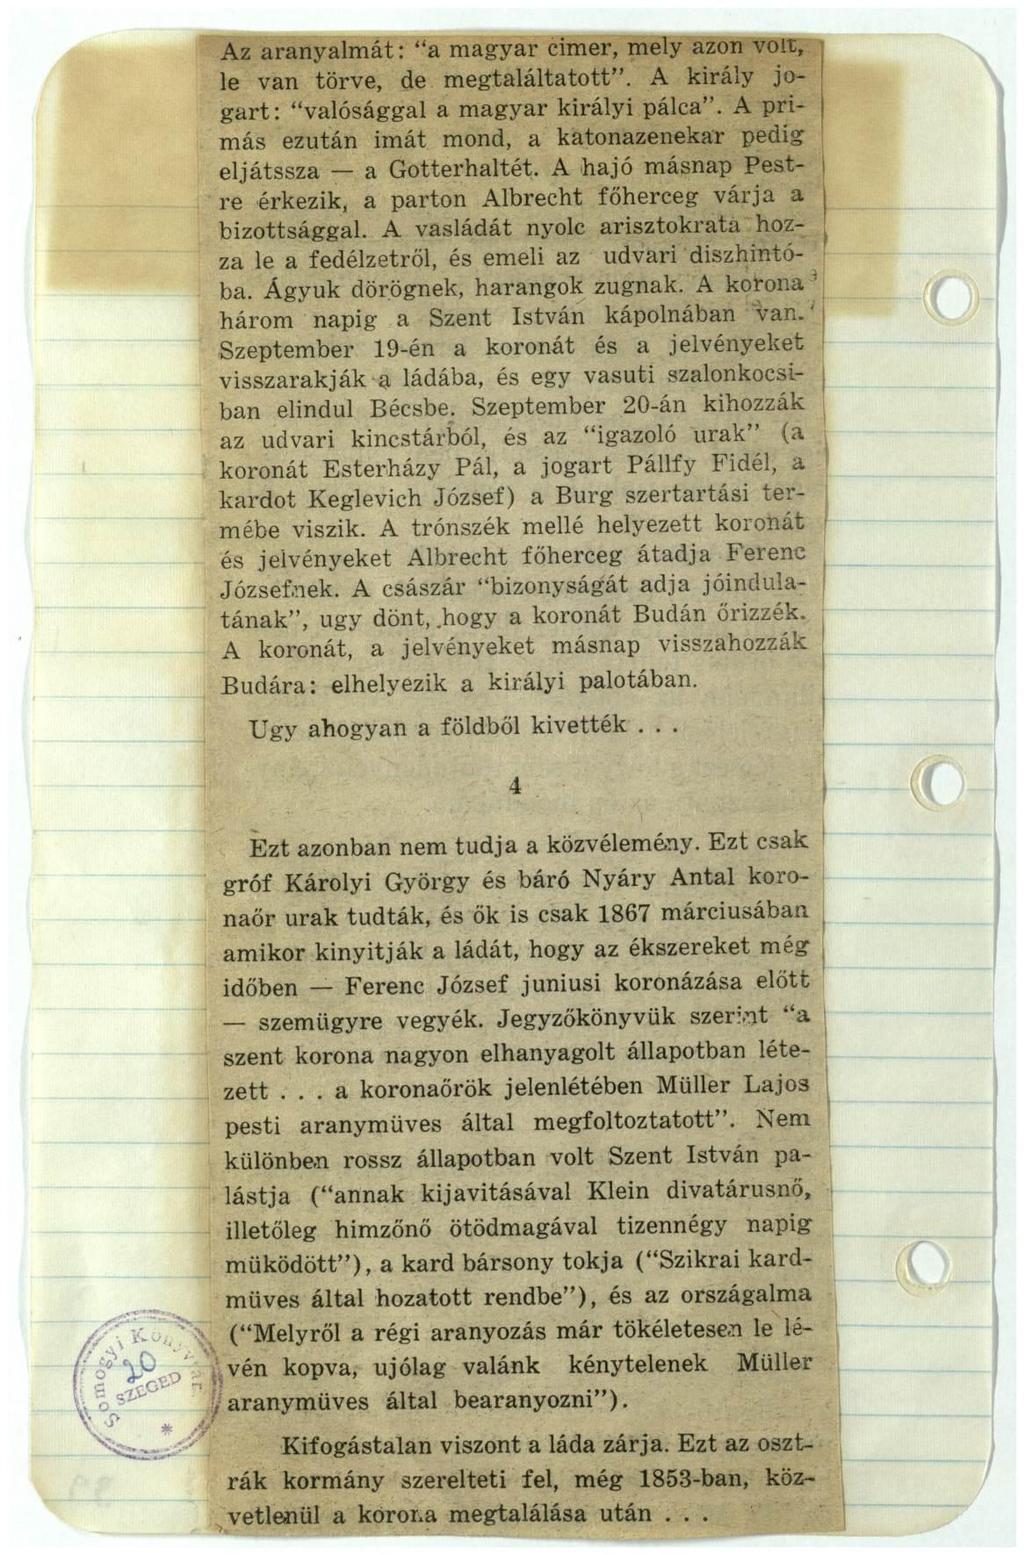 Az aranyalmát: “a magyar cimer, mely azon volt,
le van törve, de megtaláltatott”. A király jo-
gart: “valósággal a magyar királyi pálca”. A pri-
más ezután imát mond, a katonazenekar pedig
eljátssza — a Gotterhaltét. A hajó másnap Pest-
re érkezik, a parton Albrecht főherceg várja a
bizottsággal. A vasládát nyolc arisztokrata hoz-
za le a fedélzetről, és emeli az udvari diszhintó-
ba. Ágyuk dörögnek, harangok zugnak. A korona
három napig a Szent István kápolnában van.
Szeptember 19-én a koronát és a jelvényeket
visszarakják a ládába, és egy vasuti szalonkocsi-
ban elindul Bécsbe. Szeptember 20-án kihozzák
az udvari kincstárból, és az “igazoló urak” (a
koronát Esterházy Pál, a jogart Pállfy Fidél, a
kardot Keglevich József) a Burg szertartási ter-
mébe viszik. A trónszék mellé helyezett koronát
és jelvényeket Albrecht főherceg átadja Ferenc
Józsefnek. A császár “bizonyságát adja jóindula-
tának”, ugy dönt, hogy a koronát Budán őrizzék.
A koronát, a jelvényeket másnap visszahozzák
Budára: elhelyezik a királyi palotában.
Ugy ahogyan a földből kivették . . .
4
Ezt azonban nem tudja a közvélemény. Ezt csak
gróf Károlyi György és báró Nyáry Antal koro-
naőr urak tudták, és ők is csak 1867 márciusában
amikor kinyitják a ládát, hogy az ékszereket még
időben — Ferenc József juniusi koronázása előtt
— szemügyre vegyék. Jegyzőkönyvük szerint “a
szent korona nagyon elhanyagolt állapotban léte-
zett . . . a koronaőrök jelenlétében Müller Lajos
pesti aranymüves által megfoltoztatott”. Nem
különben rossz állapotban volt Szent István pa-
lástja (“annak kijavitásával Klein divatárusnő,
illetőleg himzőnő ötödmagával tizennégy napig
müködött”), a kard bársony tokja (“Szikrai kard-
müves által hozatott rendbe”), és az országalma
(“Melyről a régi aranyozás már tökéletesen le lé-
vén kopva, ujólag valánk kénytelenek Müller
aranymüves által bearanyozni”).
Kifogástalan viszont a láda zárja. Ezt az oszt-
rák kormány szerelteti fel, még 1853-ban, köz-
vetlenül a korona megtalálása után . . .
Somogyi Könyvtár
20
SZEGED
*